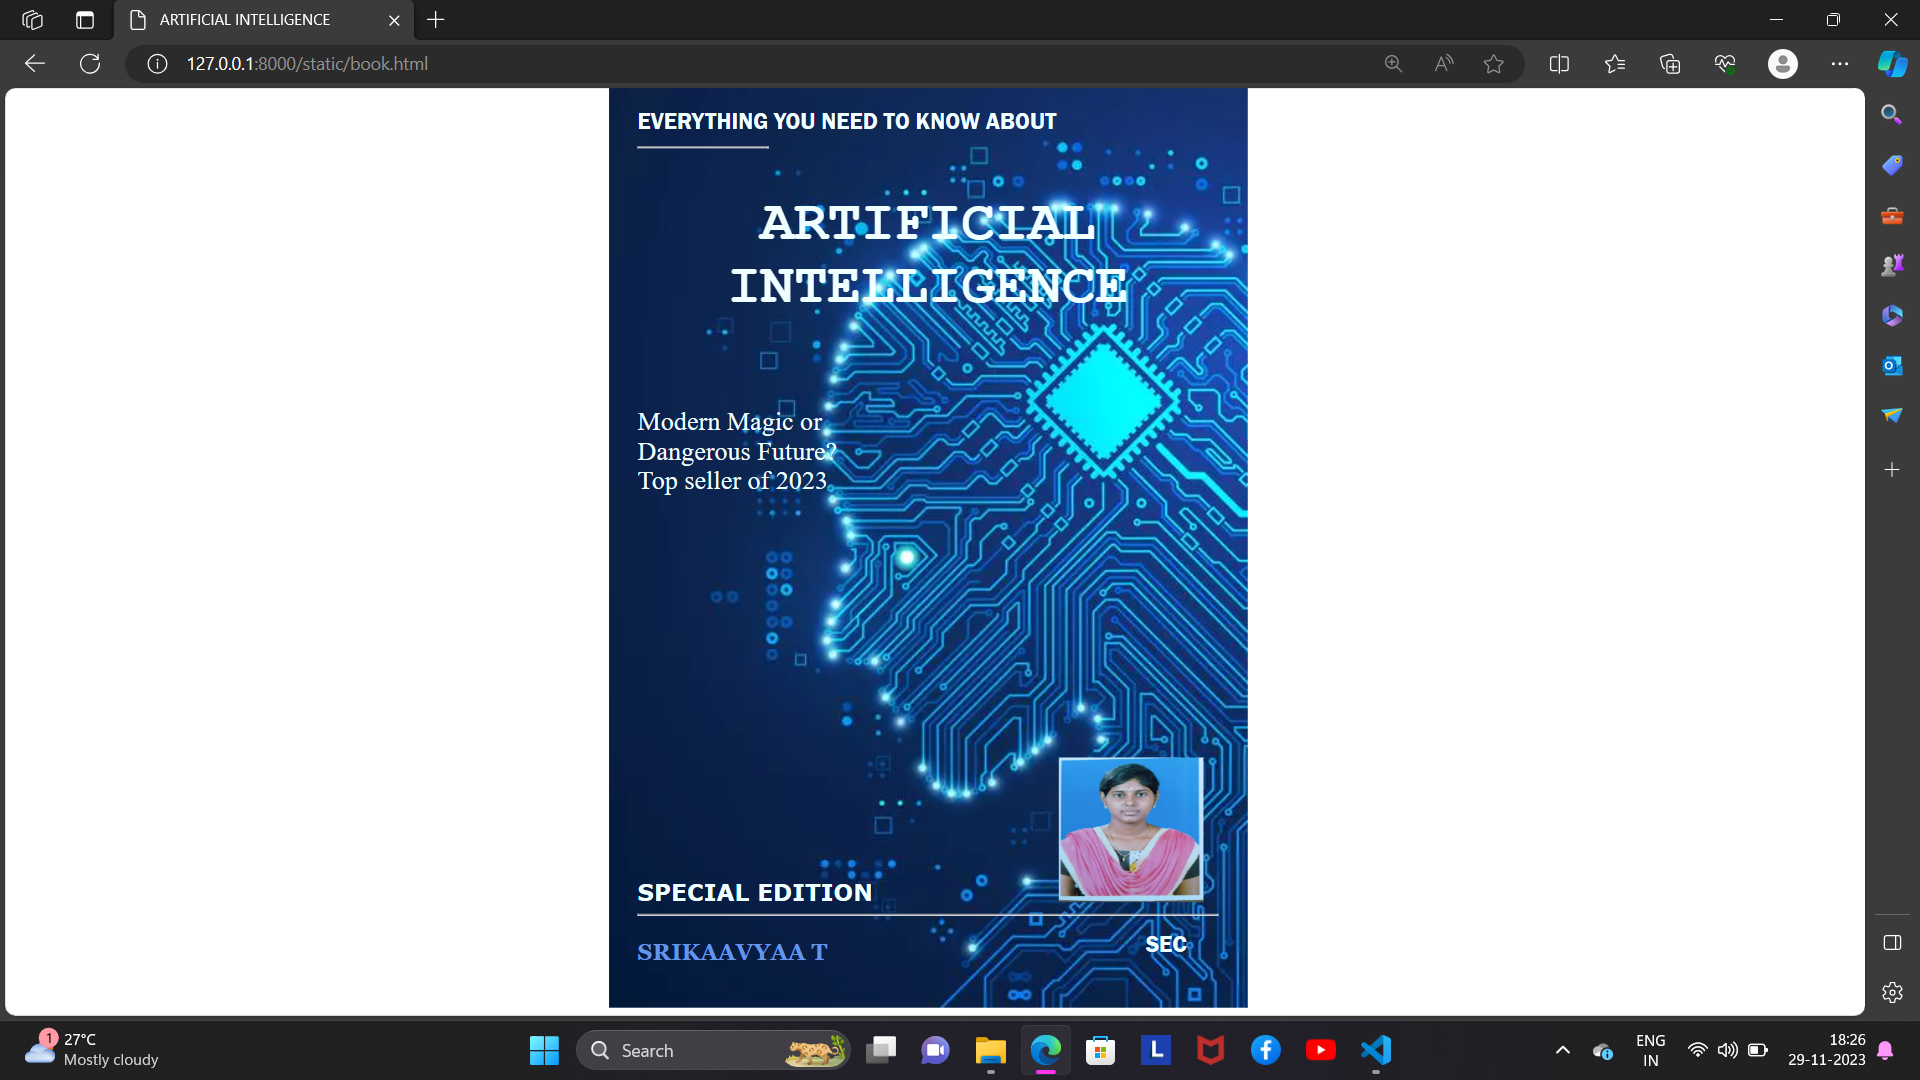 ARTIFICIAL INTELLIGENCE
127.0.0.1:8000/static/book.html
EVERYTHING YOU NEED TO KNOW ABOUT
ARTIFICIAL
INTELLIGENCE
Modern Magic or
Dangerous Future?
Top seller of 2023
SPECIAL EDITION
SRIKAAVYAA T
SEC
1
27°C
Mostly cloudy
Search
L
ENG
IN
18:26
29-11-2023